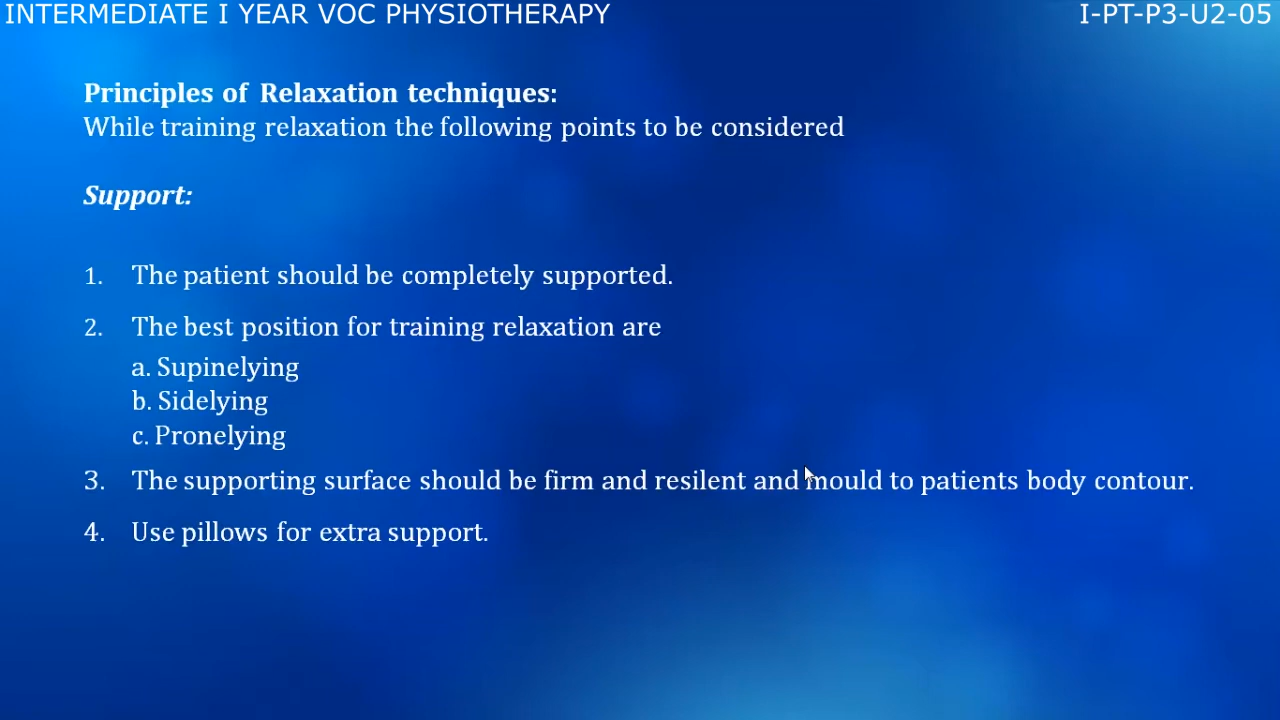 INTERMEDIATE I YEAR VOC PHYSIOTHERAPY
I-PT-P3-U2-05
Principles of Relaxation techniques:
While training relaxation the following points to be considered
Support:
1. The patient should be completely supported.
2. The best position for training relaxation are
a. Supinelying
b. Sidelying
c. Pronelying
3. The supporting surface should be firm and resilent and mould to patients body contour.
4. Use pillows for extra support.